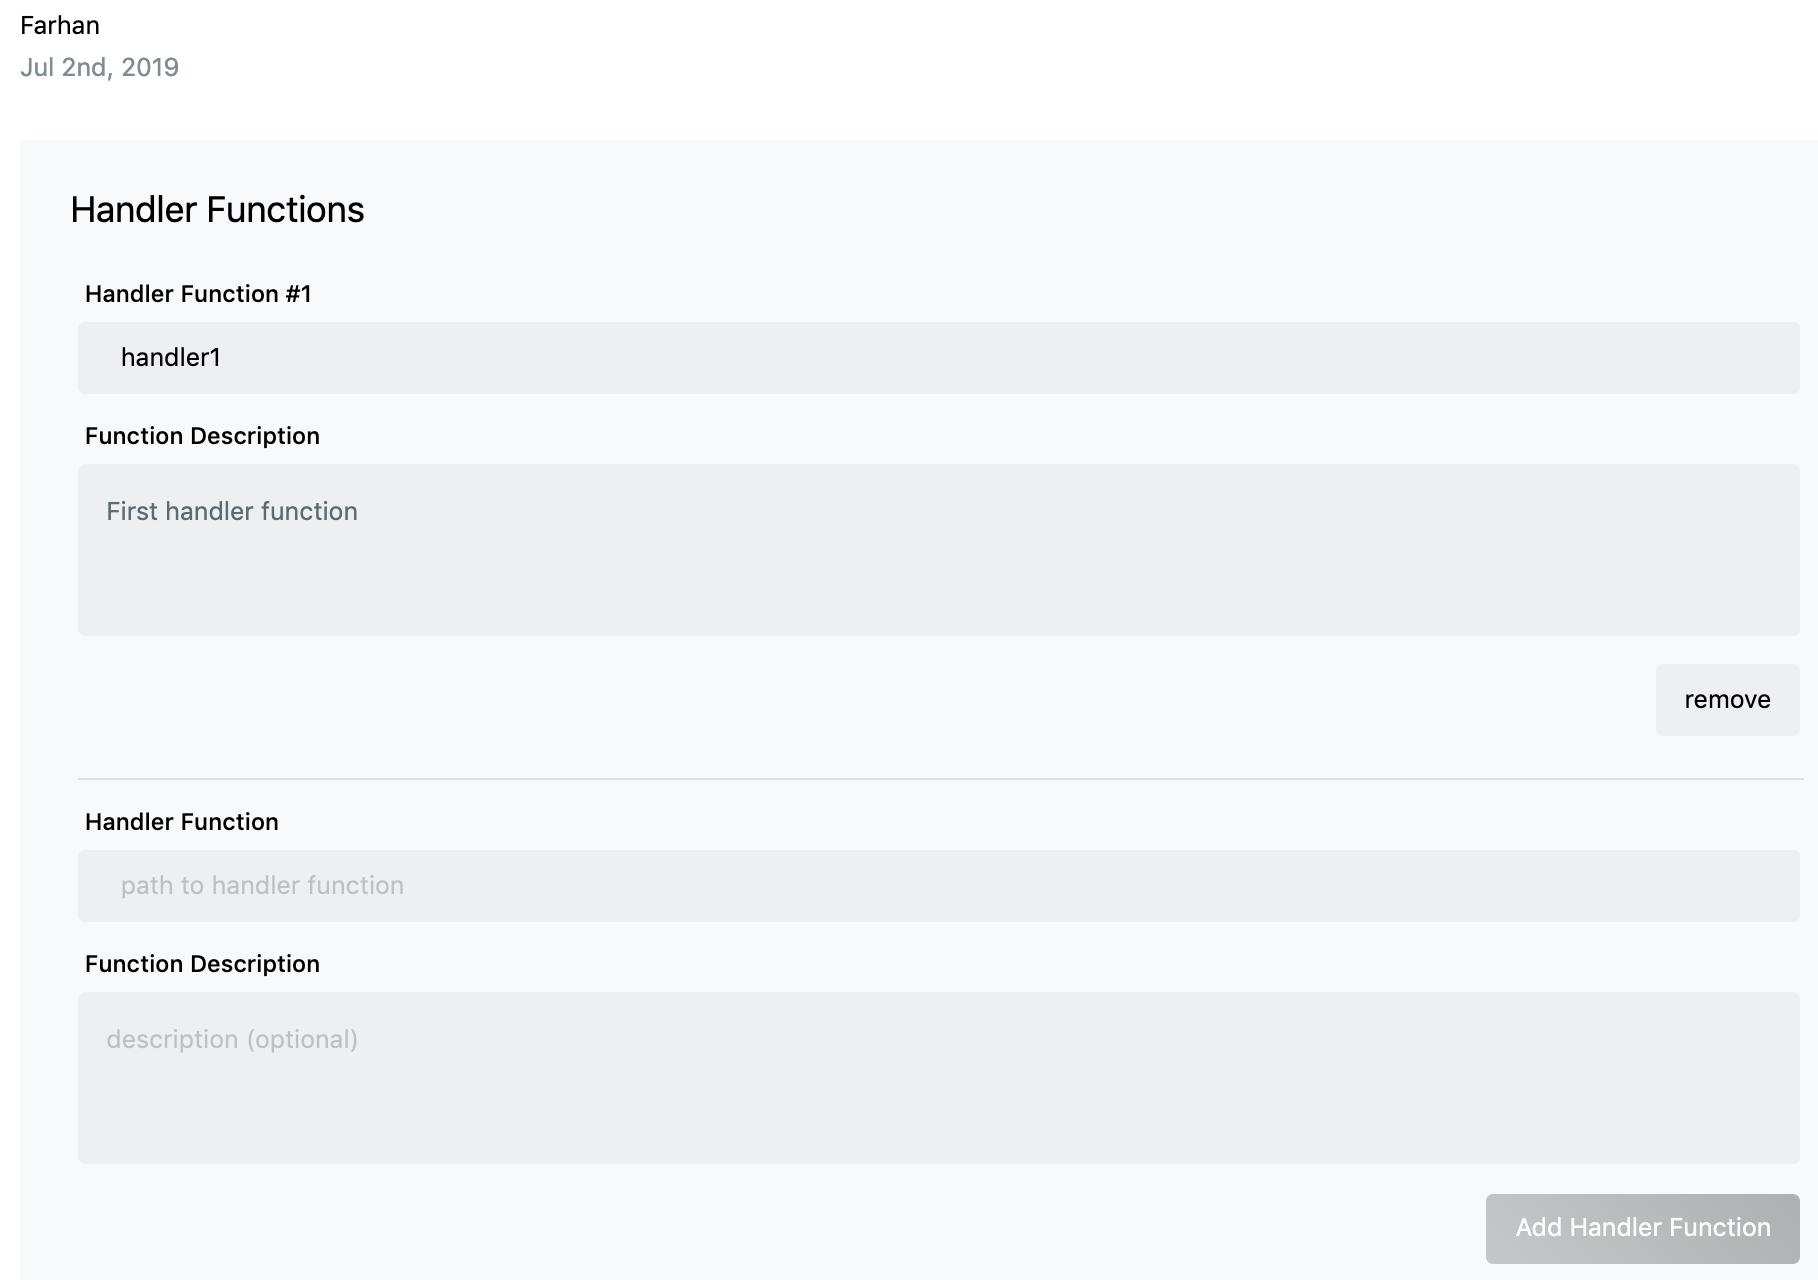 Farhan
Jul 2nd, 2019
Handler Functions
Handler Function #1
handler1
Function Description
First handler function
remove
Handler Function
path to handler function
Function Description
description (optional)
Add Handler Function